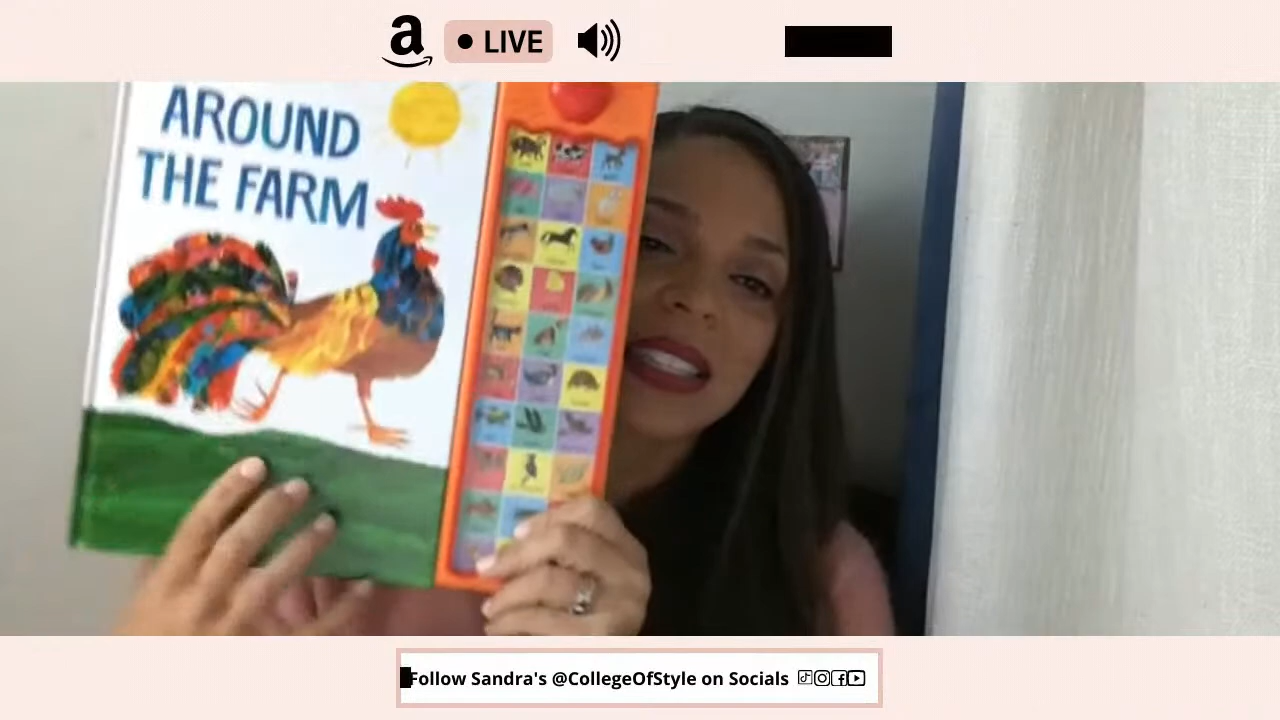 a
LIVE
AROUND
THE FARM
Follow Sandra's @CollegeOfStyle on Socials